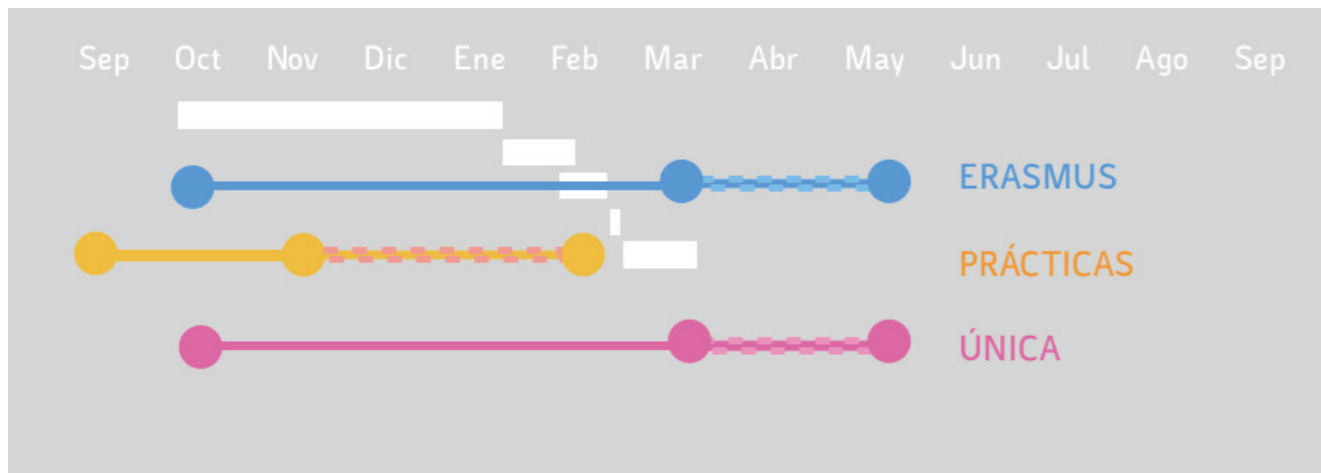 Sep Oct Nov Dic Ene Feb Mar Abr May Jun Jul Ago Sep
ERASMUS
PRÁCTICAS
ÚNICA